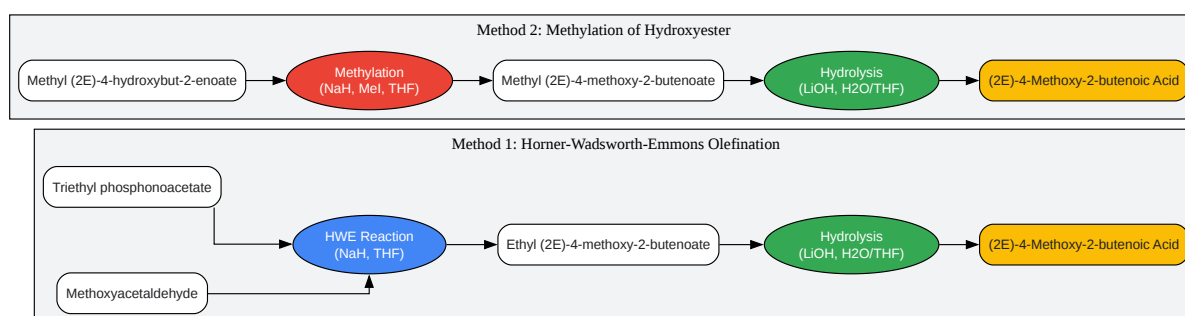 Method 2: Methylation of Hydroxyester
Methyl (2E)-4-hydroxybut-2-enoate
Methylation
(NaH, MeI, THF)
Methyl (2E)-4-methoxy-2-butenoate
Hydrolysis
(LiOH, H2O/THF)
(2E)-4-Methoxy-2-butenoic Acid
Method 1: Horner-Wadsworth-Emmons Olefination
Triethyl phosphonoacetate
Methoxyacetaldehyde
HWE Reaction
(NaH, THF)
Ethyl (2E)-4-methoxy-2-butenoate
Hydrolysis
(LiOH, H2O/THF)
(2E)-4-Methoxy-2-butenoic Acid